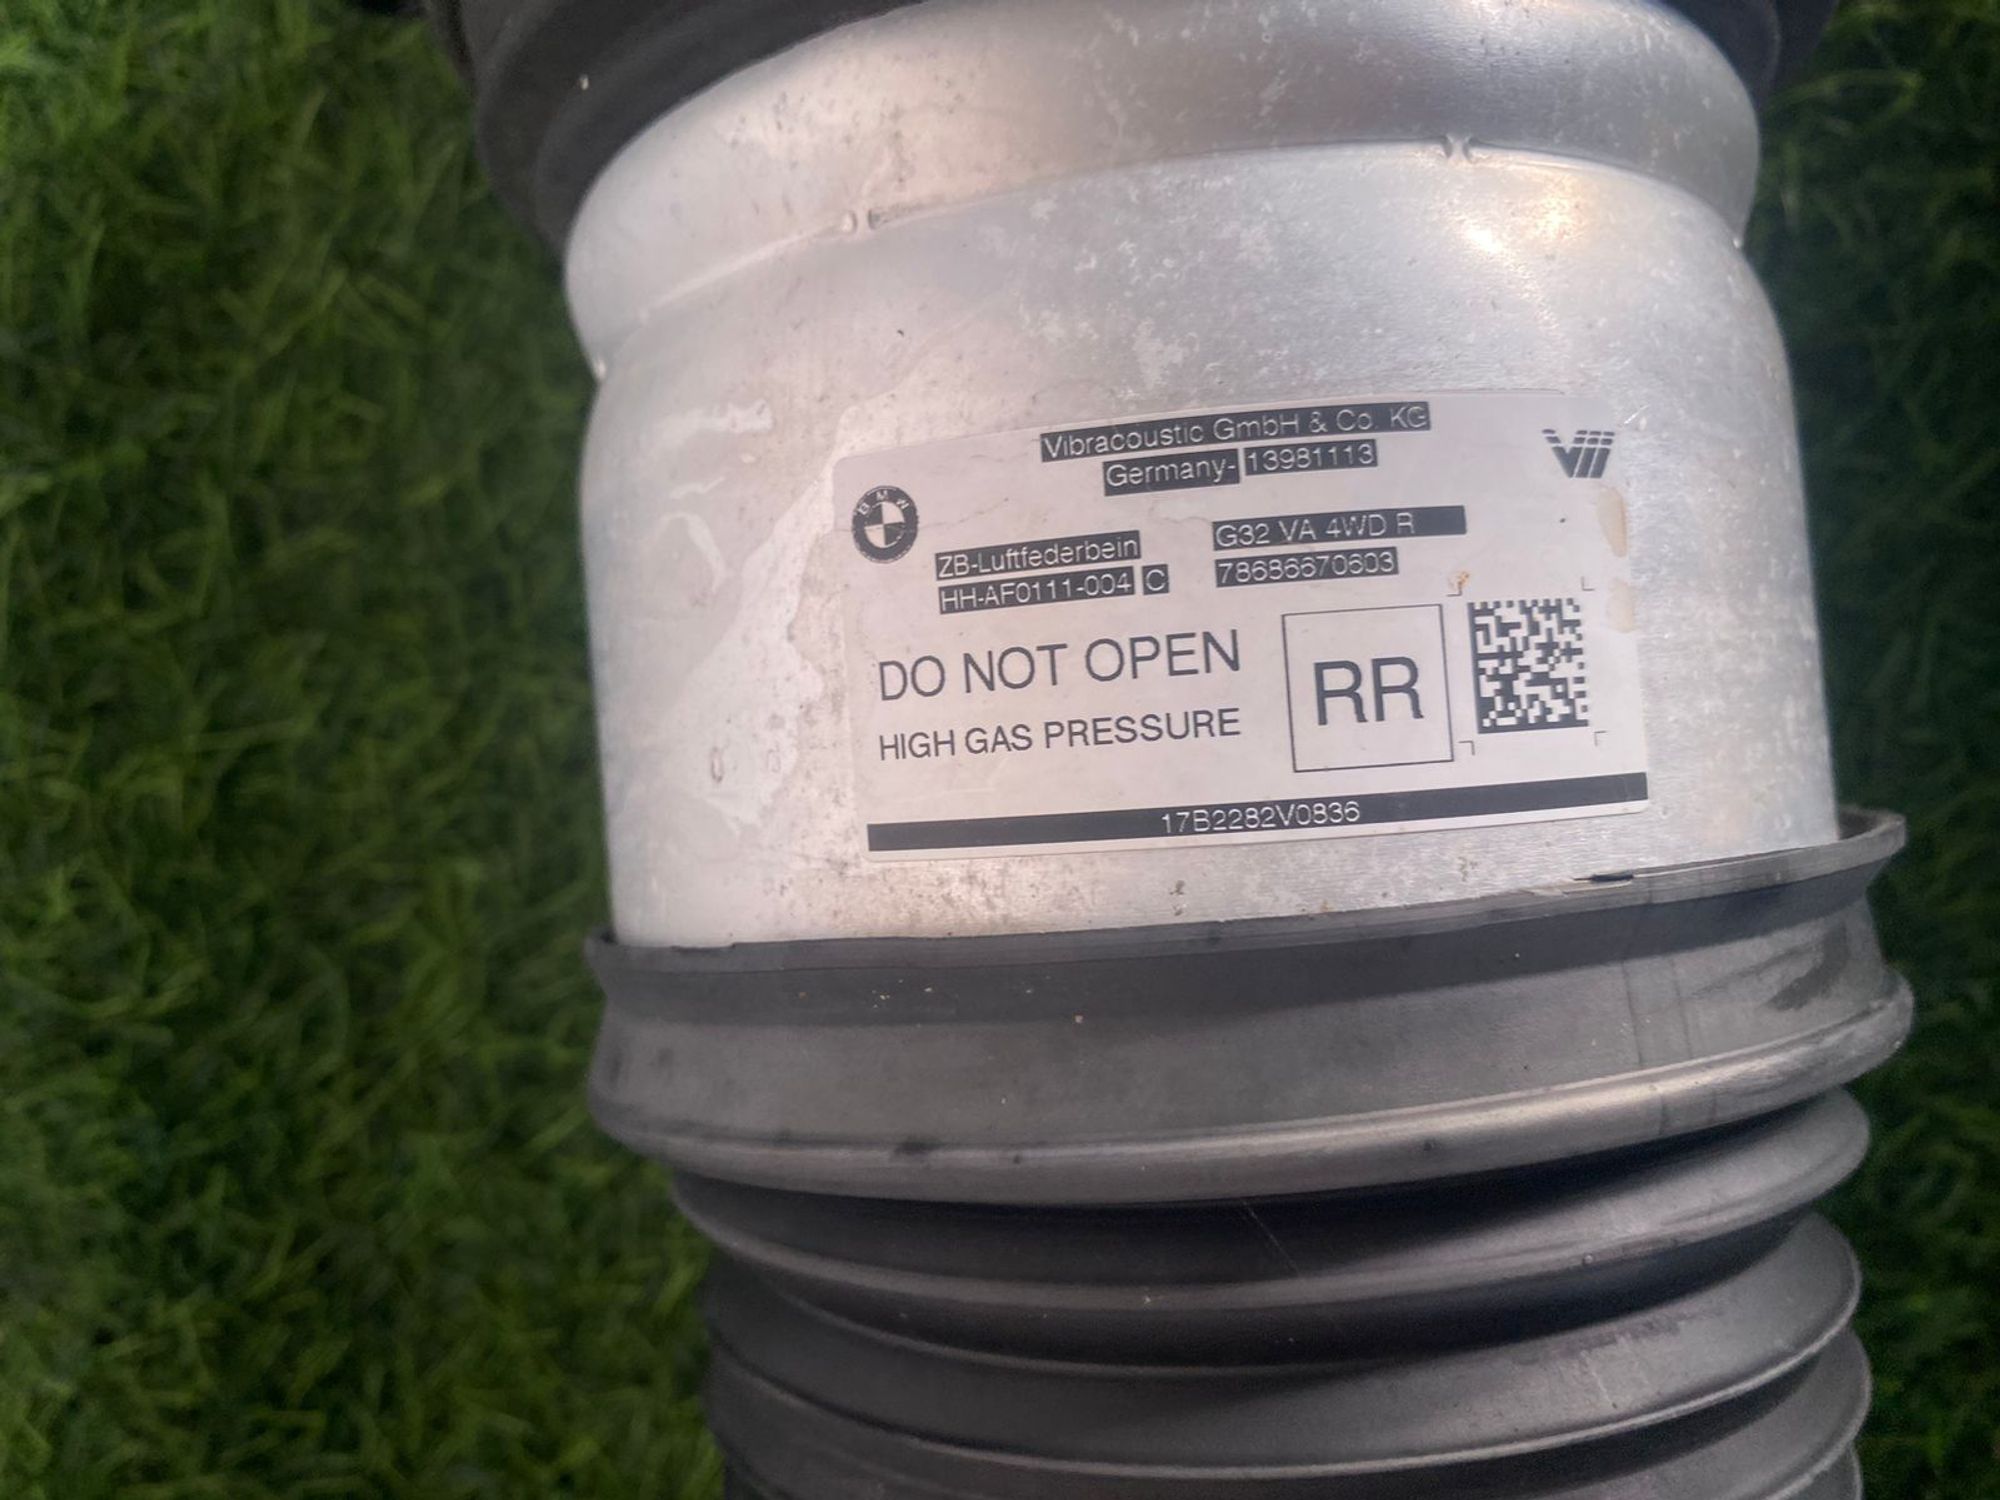 Vibracoustic GmbH & Co. KG
Germany- 13981113
BMW
ZB-Luftfederbein G32 VA 4WD R
HH-AF0111-004 C 78686670603
DO NOT OPEN
HIGH GAS PRESSURE
RR
17B2282V0836